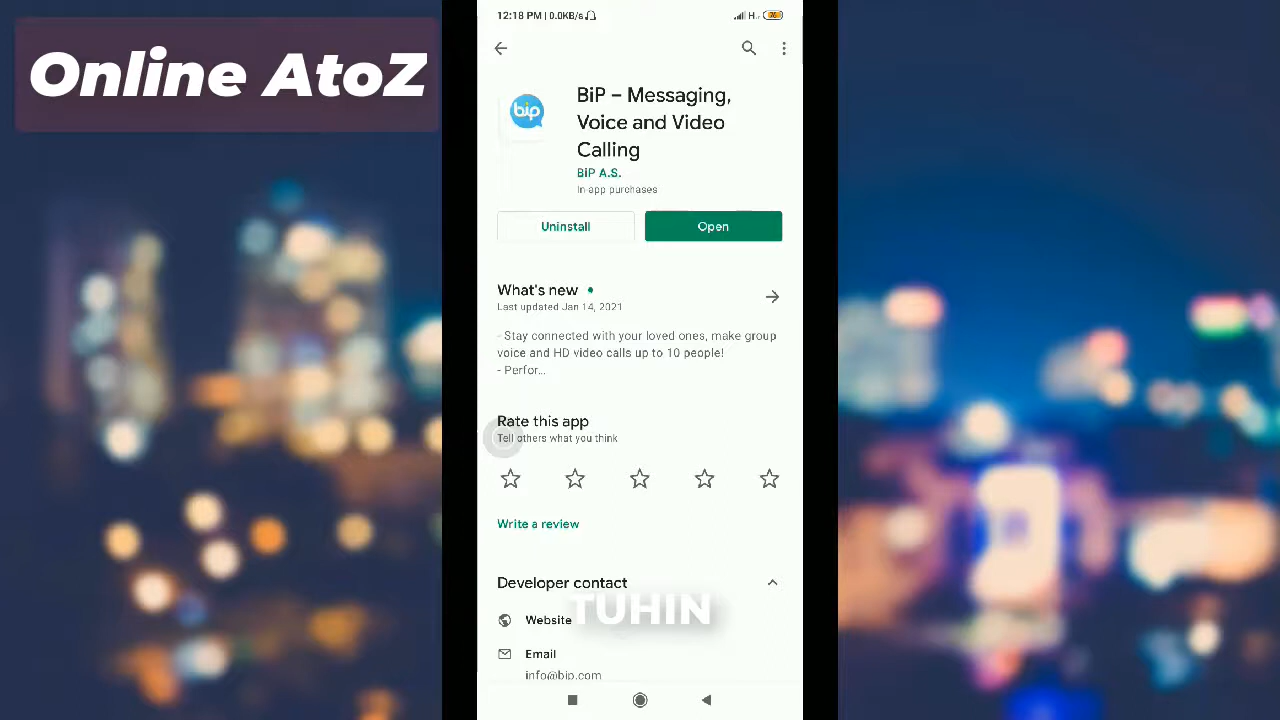 Online AtoZ
12:18 PM | 0.0KB/s
H
76
bip
BiP – Messaging,
Voice and Video
Calling
BiP A.S.
In-app purchases
Uninstall
Open
What's new
Last updated Jan 14, 2021
- Stay connected with your loved ones, make group
voice and HD video calls up to 10 people!
- Perfor...
Rate this app
Tell others what you think
Write a review
Developer contact
TUHIN
Website
Email
info@bip.com